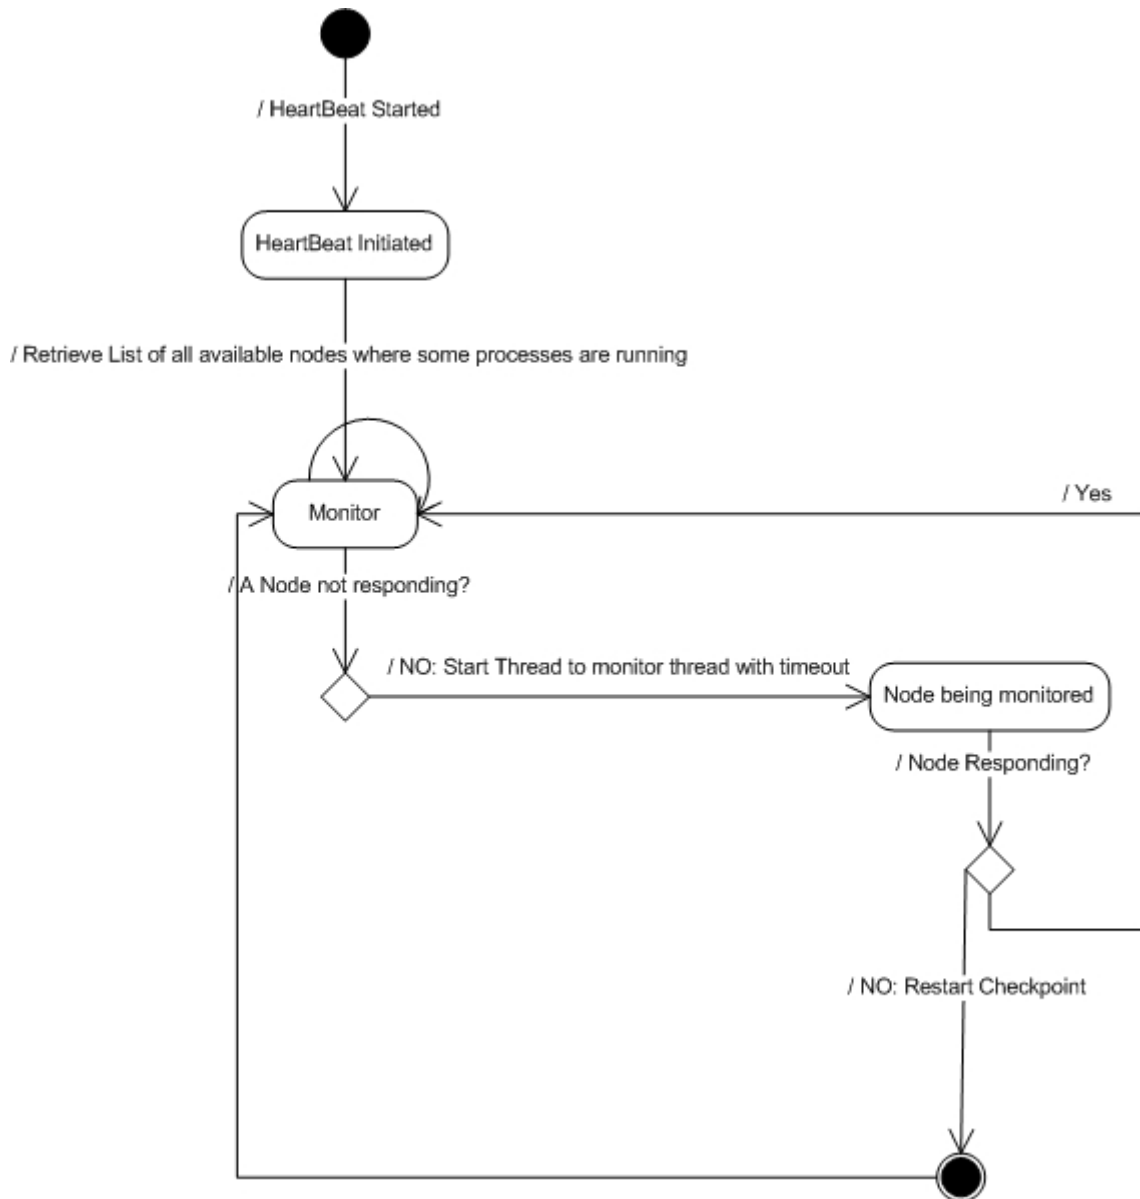 / HeartBeat Started
HeartBeat Initiated
/ Retrieve List of all available nodes where some processes are running
/ Yes
Monitor
/ A Node not responding?
/ NO: Start Thread to monitor thread with timeout
Node being monitored
/ Node Responding?
/ NO: Restart Checkpoint